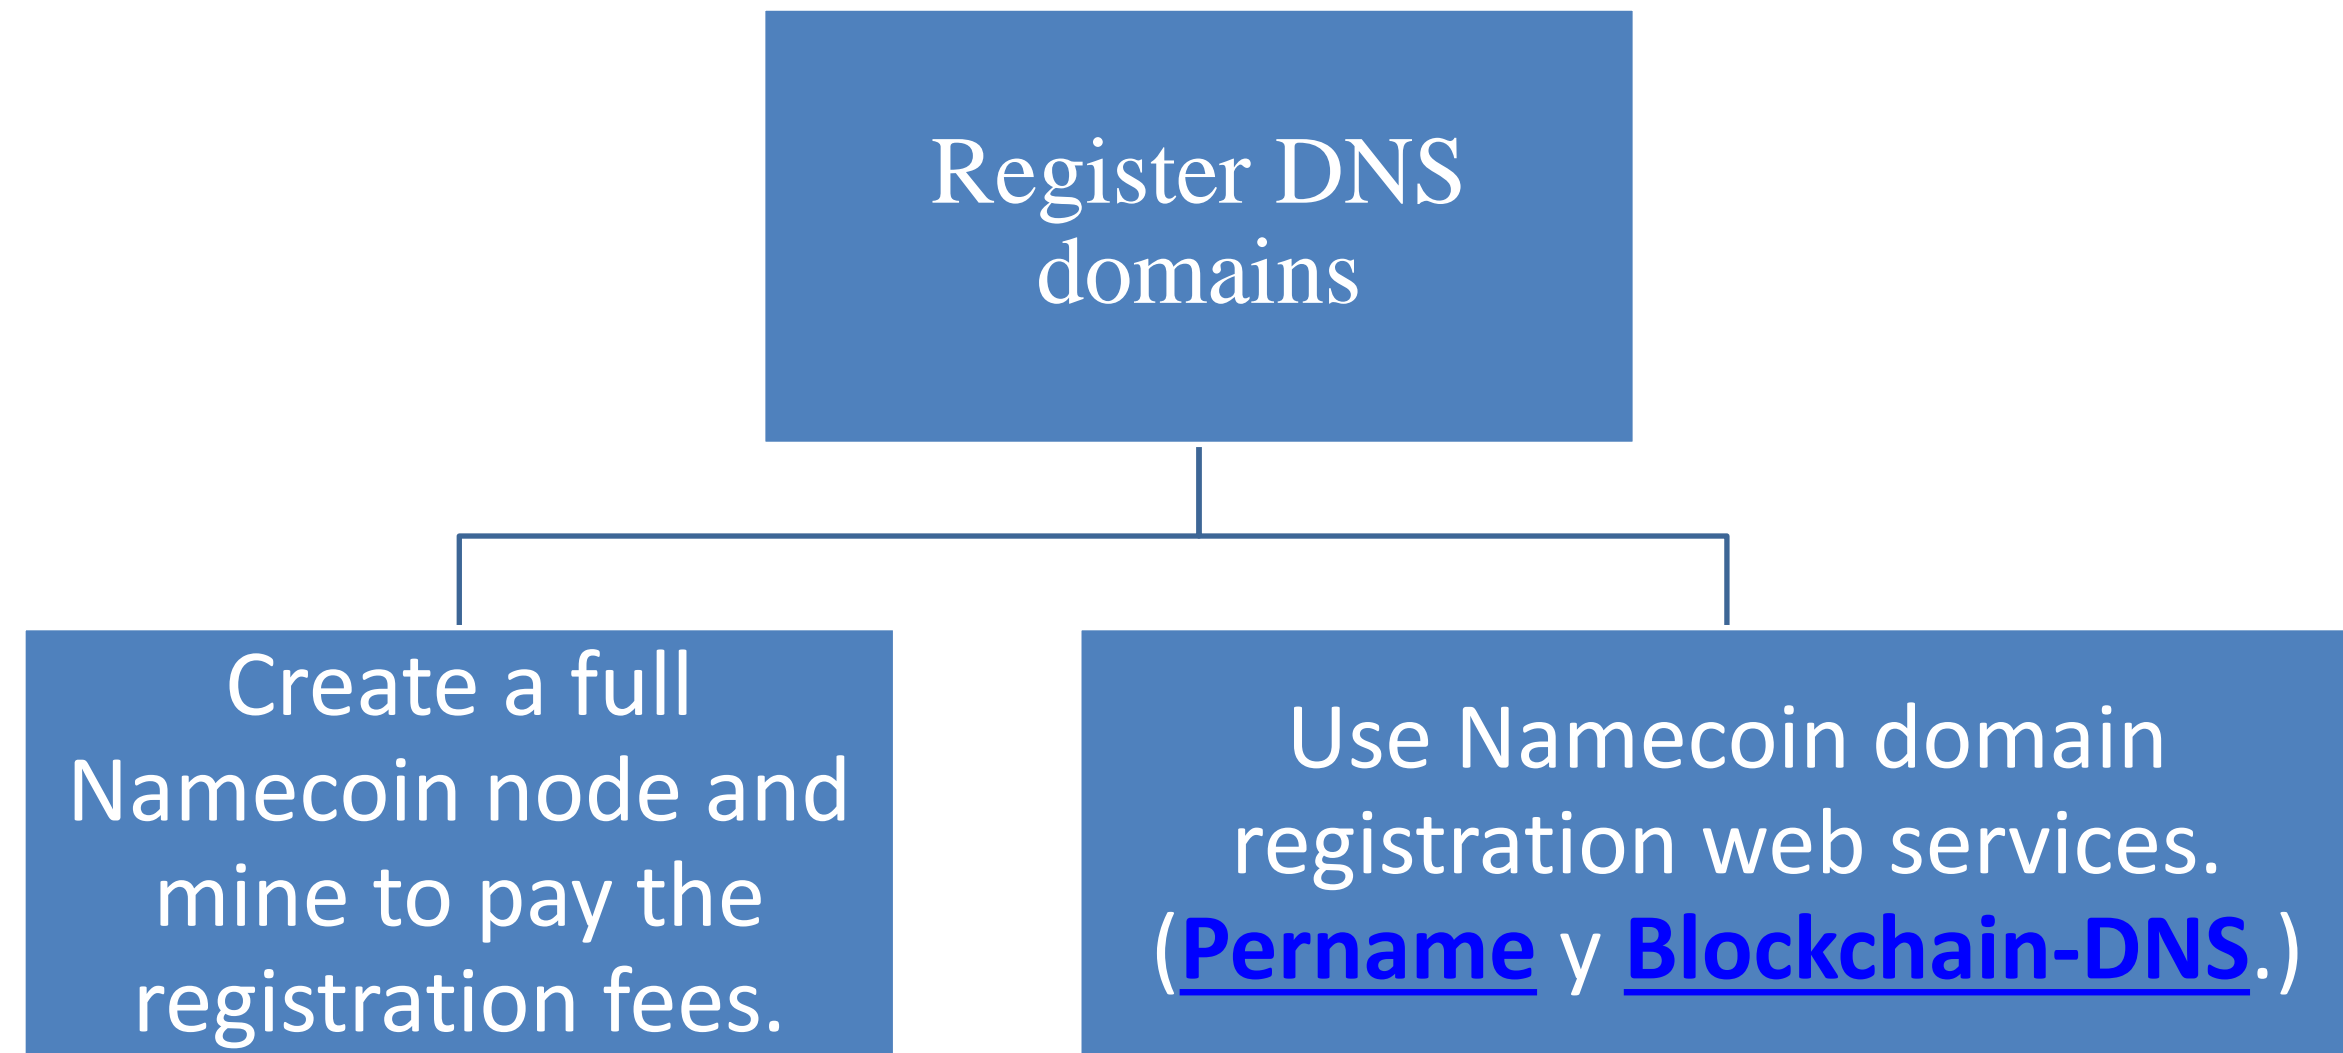 Register DNS
domains
Create a full
Namecoin node and
mine to pay the
registration fees.
Use Namecoin domain
registration web services.
(Pername y Blockchain-DNS.)